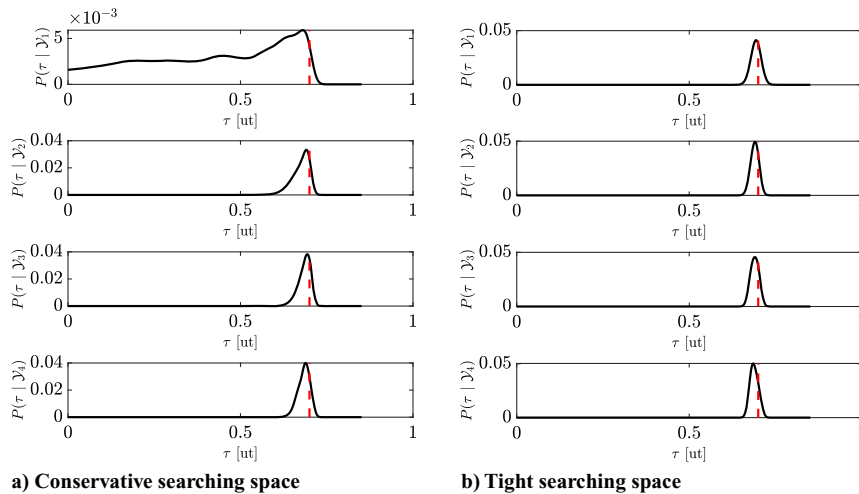 ×10⁻³
5
0
P(τ | 𝒴₁)
0 0.5 1
τ [ut]
0.04
0.02
0
P(τ | 𝒴₂)
0 0.5 1
τ [ut]
0.04
0.02
0
P(τ | 𝒴₃)
0 0.5 1
τ [ut]
0.04
0.02
0
P(τ | 𝒴₄)
0 0.5 1
τ [ut]
a) Conservative searching space
0.05
0
P(τ | 𝒴₁)
0 0.5 1
τ [ut]
0.05
0
P(τ | 𝒴₂)
0 0.5 1
τ [ut]
0.05
0
P(τ | 𝒴₃)
0 0.5 1
τ [ut]
0.05
0
P(τ | 𝒴₄)
0 0.5 1
τ [ut]
b) Tight searching space